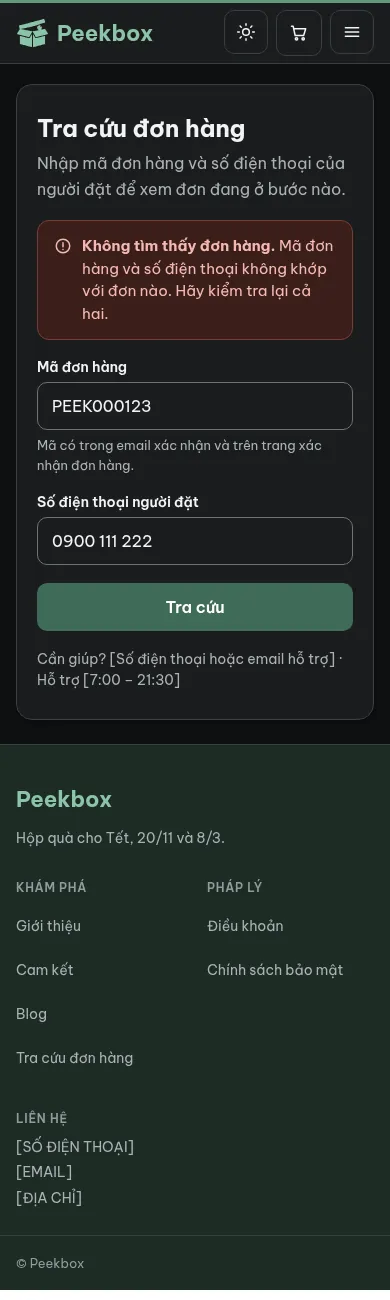 Peekbox
Tra cứu đơn hàng
Nhập mã đơn hàng và số điện thoại của
người đặt để xem đơn đang ở bước nào.
Không tìm thấy đơn hàng. Mã đơn
hàng và số điện thoại không khớp
với đơn nào. Hãy kiểm tra lại cả
hai.
Mã đơn hàng
PEEK000123
Mã có trong email xác nhận và trên trang xác
nhận đơn hàng.
Số điện thoại người đặt
0900 111 222
Tra cứu
Cần giúp? [Số điện thoại hoặc email hỗ trợ] ·
Hỗ trợ [7:00 – 21:30]
Peekbox
Hộp quà cho Tết, 20/11 và 8/3.
KHÁM PHÁ
Giới thiệu
Cam kết
Blog
Tra cứu đơn hàng
PHÁP LÝ
Điều khoản
Chính sách bảo mật
LIÊN HỆ
[SỐ ĐIỆN THOẠI]
[EMAIL]
[ĐỊA CHỈ]
© Peekbox